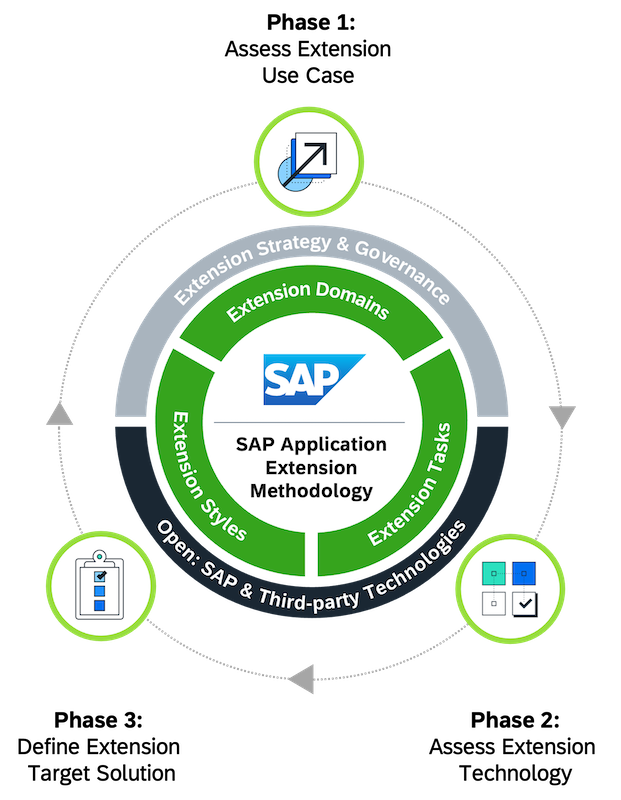 Phase 1:
Assess Extension
Use Case
Extension Strategy & Governance
Extension Domains
SAP
SAP Application
Extension
Methodology
Extension Styles
Extension Tasks
Open: SAP & Third-party Technologies
Phase 3:
Define Extension
Target Solution
Phase 2:
Assess Extension
Technology